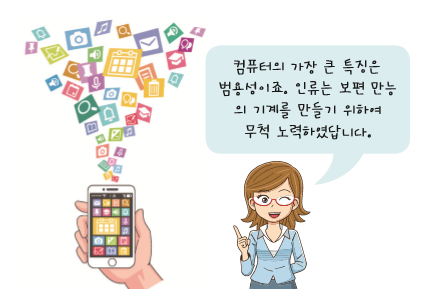 컴퓨터의 가장 큰 특징은
범용성이죠. 인류는 보편 만능
의 기계를 만들기 위하여
무척 노력하였답니다.